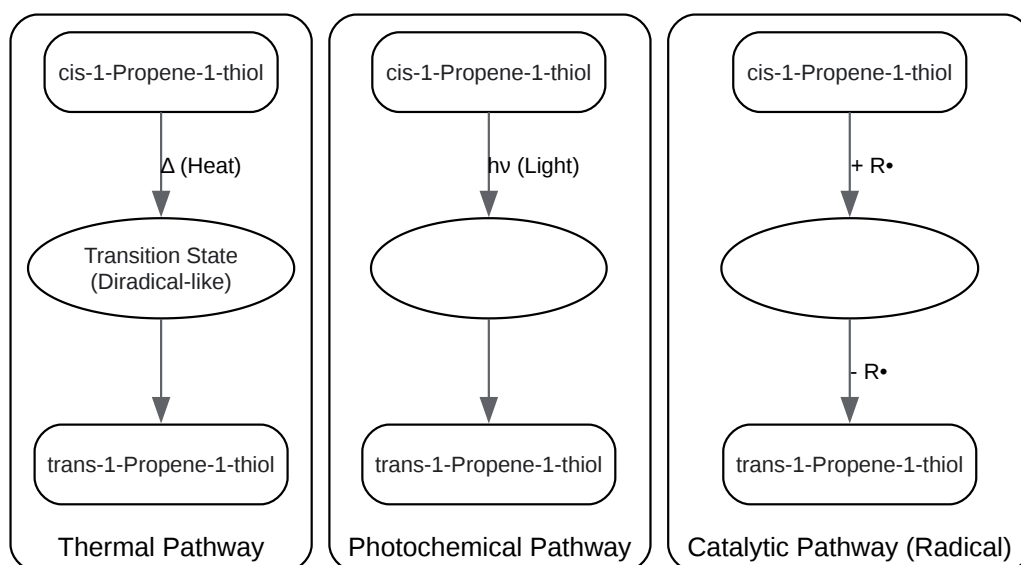 cis-1-Propene-1-thiol
Δ (Heat)
Transition State
(Diradical-like)
trans-1-Propene-1-thiol
Thermal Pathway
cis-1-Propene-1-thiol
hν (Light)
trans-1-Propene-1-thiol
Photochemical Pathway
cis-1-Propene-1-thiol
+ R•
- R•
trans-1-Propene-1-thiol
Catalytic Pathway (Radical)